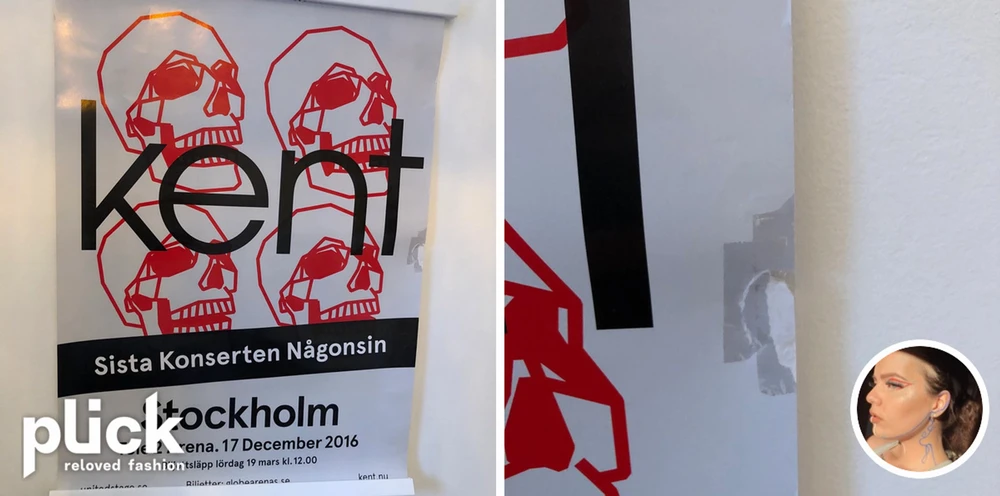 kent
Sista Konserten Någonsin
Stockholm
Arena. 17 December 2016
lördag 19 mars kl. 12.00
Biljetter: globearenas.se
kent.nu
plick
reloved fashion